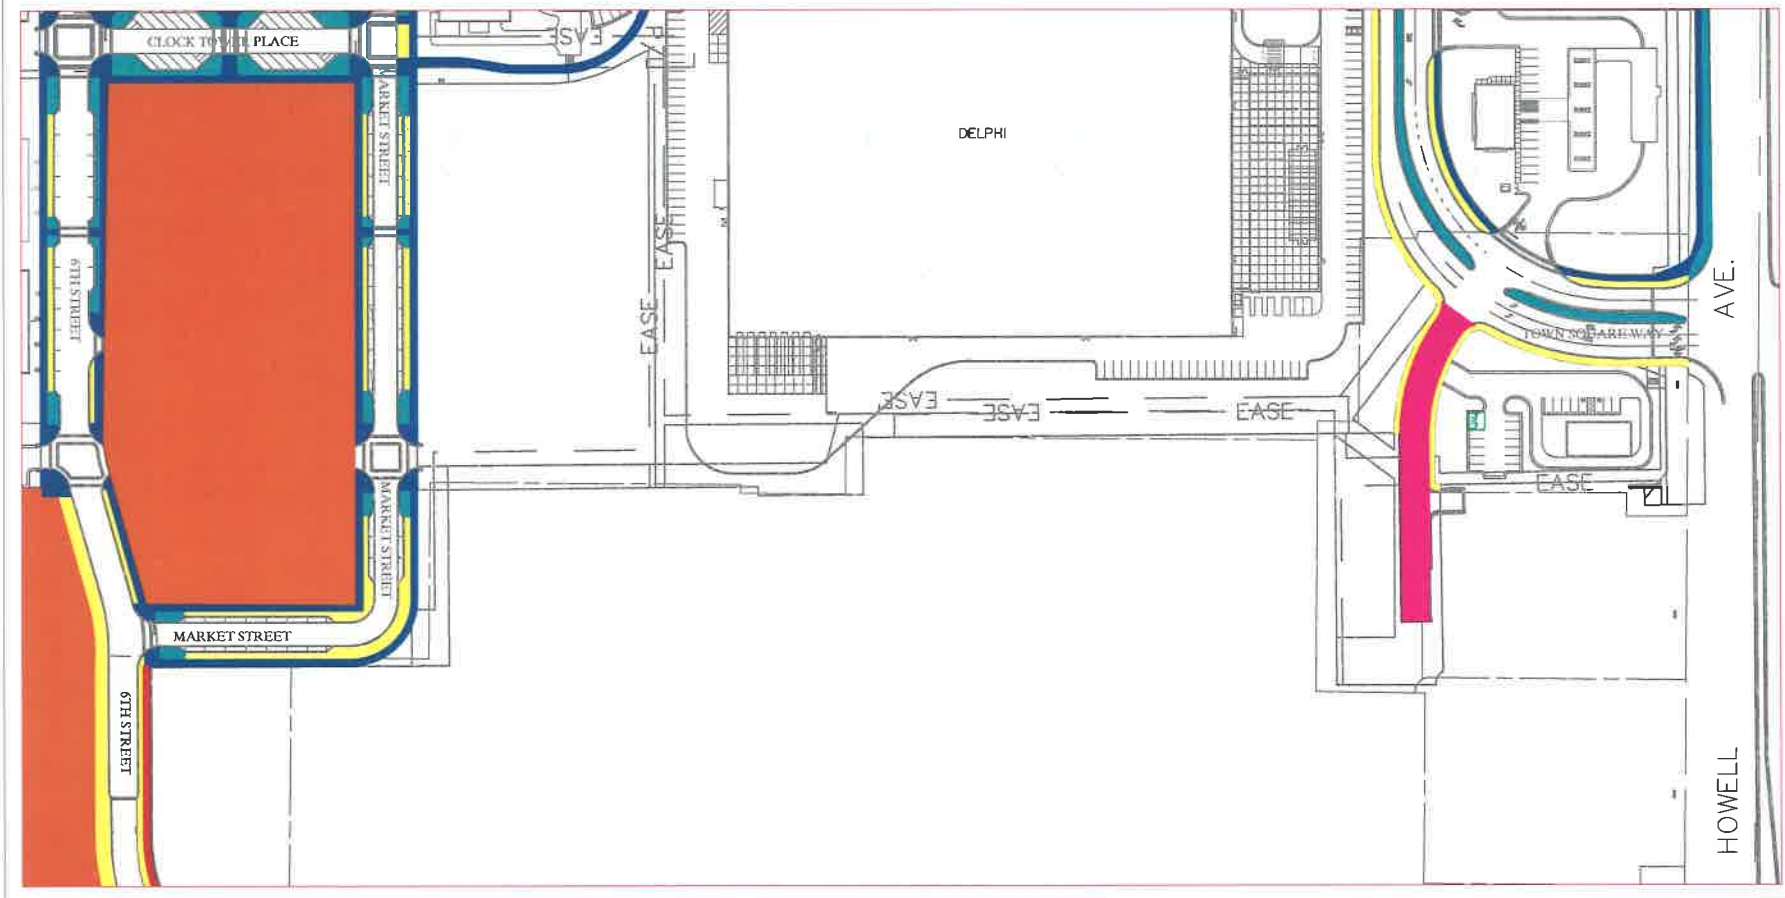 CLOCK TOWER PLACE
EASE
MARKET STREET
DELPHI
6TH STREET
EASE
EASE
AVE.
TOWN SQUARE WAY
EASE
EASE
EASE
EASE
MARKET STREET
MARKET STREET
6TH STREET
HOWELL